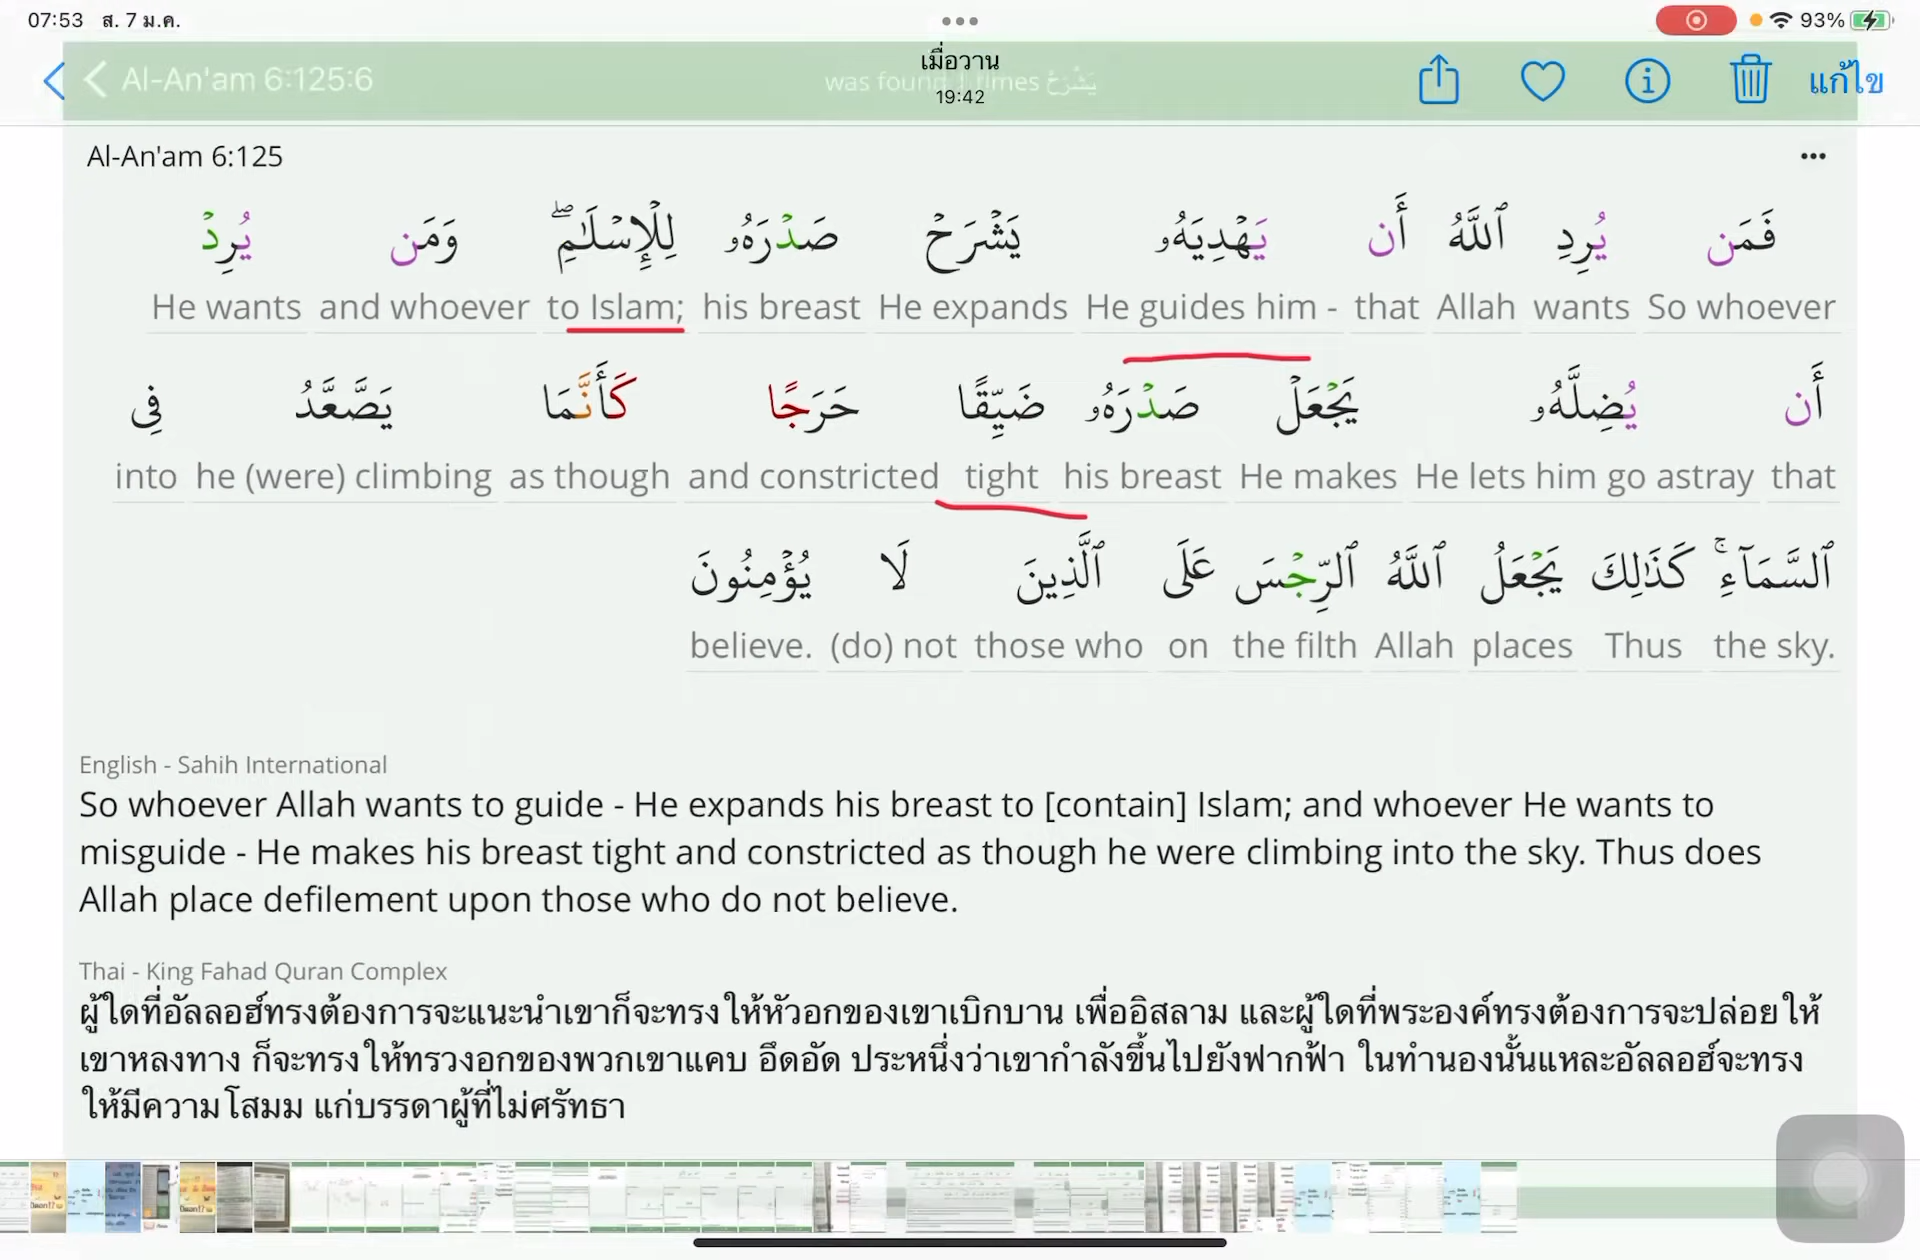 07:53 ส. 7 ม.ค.
93%
เมื่อวาน
19:42
แก้ไข
Al-An'am 6:125:6
was found 1 times يَشْرَحْ
Al-An'am 6:125
فَمَن يُرِدِ ٱللَّهُ أَن يَهْدِيَهُۥ يَشْرَحْ صَدْرَهُۥ لِلْإِسْلَـٰمِ ۖ وَمَن يُرِدْ
He wants and whoever to Islam; his breast He expands He guides him - that Allah wants So whoever
أَن يُضِلَّهُۥ يَجْعَلْ صَدْرَهُۥ ضَيِّقًا حَرَجًا كَأَنَّمَا يَصَّعَّدُ فِى
into he (were) climbing as though and constricted tight his breast He makes He lets him go astray that
ٱلسَّمَآءِ ۚ كَذَٰلِكَ يَجْعَلُ ٱللَّهُ ٱلرِّجْسَ عَلَى ٱلَّذِينَ لَا يُؤْمِنُونَ
believe. (do) not those who on the filth Allah places Thus the sky.
English - Sahih International
So whoever Allah wants to guide - He expands his breast to [contain] Islam; and whoever He wants to
misguide - He makes his breast tight and constricted as though he were climbing into the sky. Thus does
Allah place defilement upon those who do not believe.
Thai - King Fahad Quran Complex
ผู้ใดที่อัลลอฮ์ทรงต้องการจะแนะนำเขาก็จะทรงให้หัวอกของเขาเบิกบาน เพื่ออิสลาม และผู้ใดที่พระองค์ทรงต้องการจะปล่อยให้
เขาหลงทาง ก็จะทรงให้ทรวงอกของพวกเขาแคบ อึดอัด ประหนึ่งว่าเขากำลังขึ้นไปยังฟากฟ้า ในทำนองนั้นแหละอัลลอฮ์จะทรง
ให้มีความโสมม แก่บรรดาผู้ที่ไม่ศรัทธา